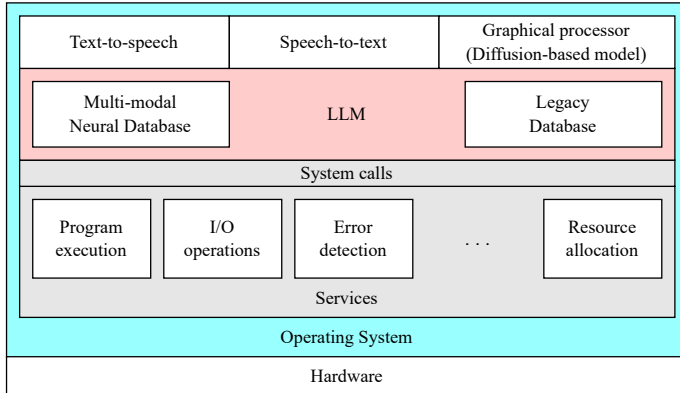 Text-to-speech
Speech-to-text
Graphical processor
(Diffusion-based model)
Multi-modal
Neural Database
LLM
Legacy
Database
System calls
Program
execution
I/O
operations
Error
detection
. . .
Resource
allocation
Services
Operating System
Hardware